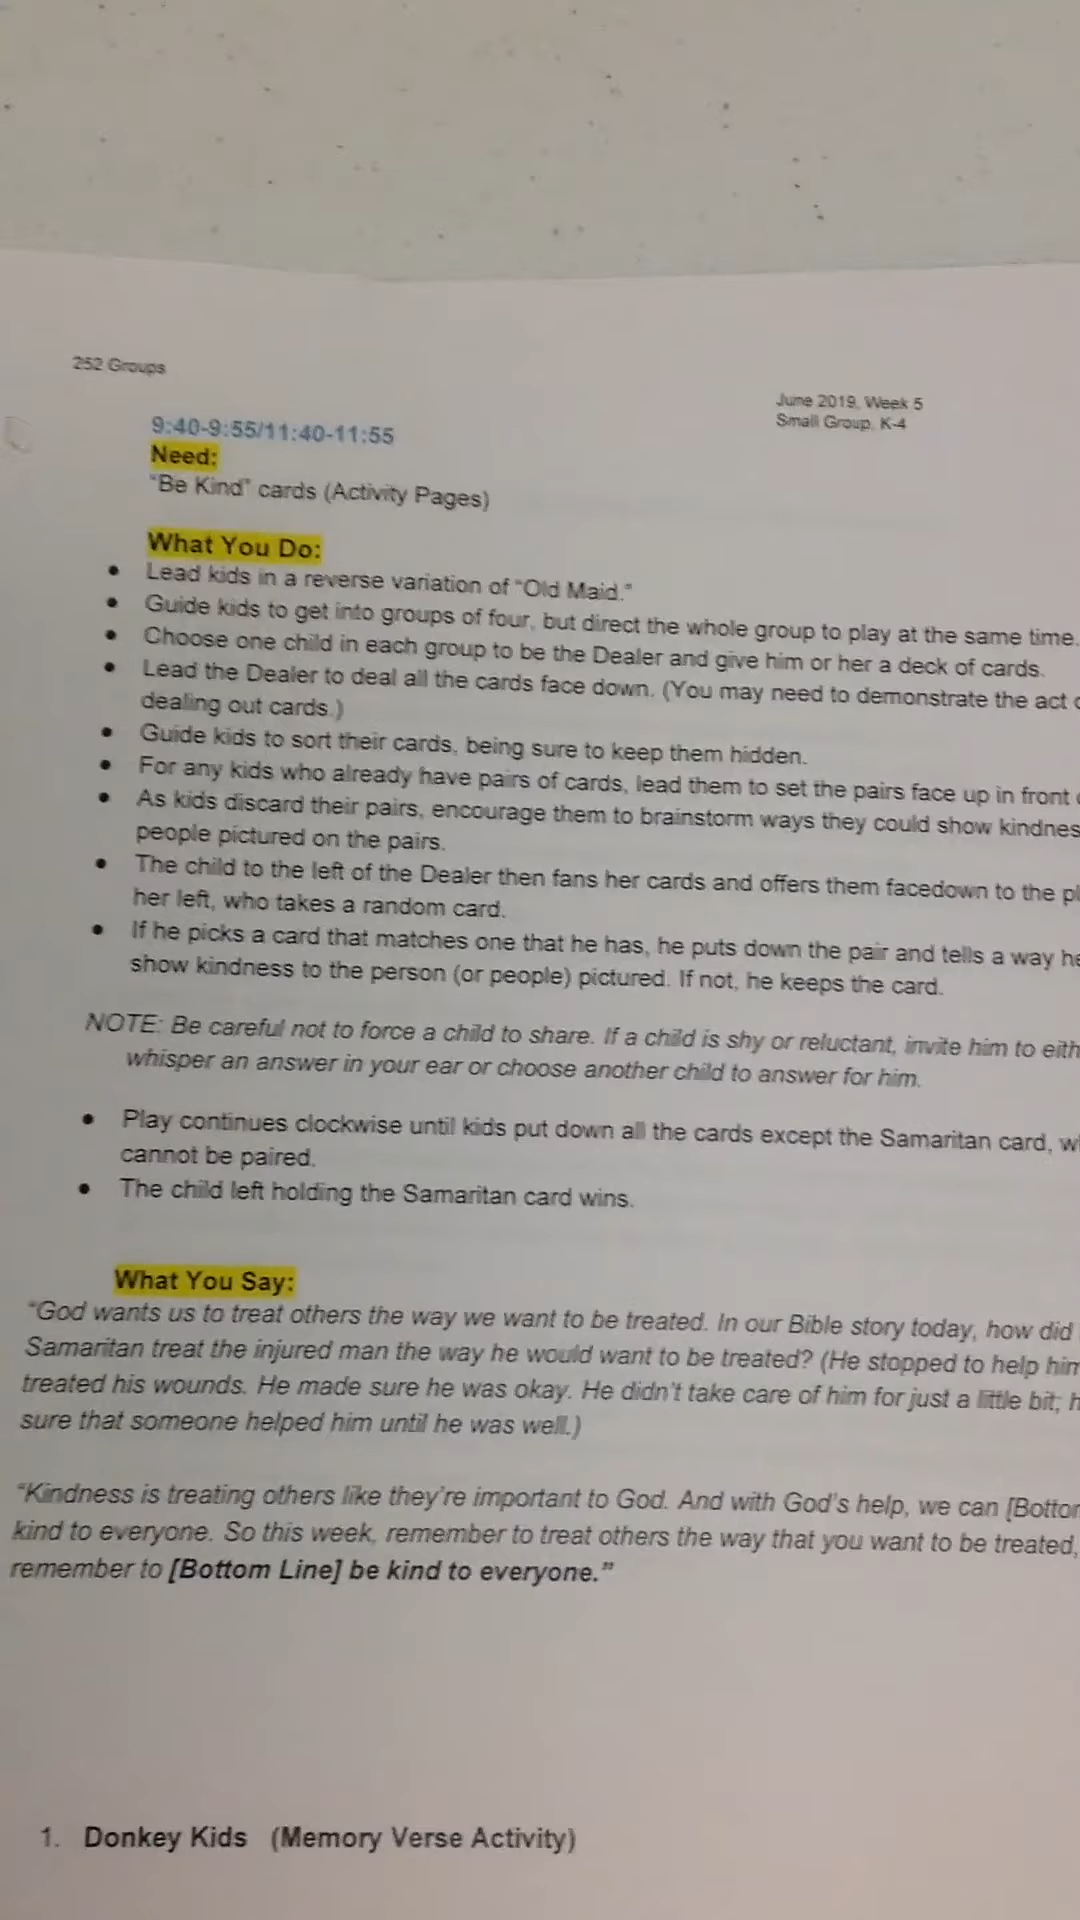 252 Groups
June 2019, Week 5
Small Group, K-4
9:40-9:55/11:40-11:55
Need:
"Be Kind" cards (Activity Pages)
What You Do:
• Lead kids in a reverse variation of "Old Maid."
• Guide kids to get into groups of four, but direct the whole group to play at the same time.
• Choose one child in each group to be the Dealer and give him or her a deck of cards.
• Lead the Dealer to deal all the cards face down. (You may need to demonstrate the act
dealing out cards.)
• Guide kids to sort their cards, being sure to keep them hidden.
• For any kids who already have pairs of cards, lead them to set the pairs face up in front
• As kids discard their pairs, encourage them to brainstorm ways they could show kindnes
people pictured on the pairs.
• The child to the left of the Dealer then fans her cards and offers them facedown to the pl
her left, who takes a random card.
• If he picks a card that matches one that he has, he puts down the pair and tells a way he
show kindness to the person (or people) pictured. If not, he keeps the card.
NOTE: Be careful not to force a child to share. If a child is shy or reluctant, invite him to eith
whisper an answer in your ear or choose another child to answer for him.
• Play continues clockwise until kids put down all the cards except the Samaritan card, w
cannot be paired.
• The child left holding the Samaritan card wins.
What You Say:
"God wants us to treat others the way we want to be treated. In our Bible story today, how did
Samaritan treat the injured man the way he would want to be treated? (He stopped to help him
treated his wounds. He made sure he was okay. He didn't take care of him for just a little bit; h
sure that someone helped him until he was well.)
"Kindness is treating others like they're important to God. And with God's help, we can [Bottom
kind to everyone. So this week, remember to treat others the way that you want to be treated,
remember to [Bottom Line] be kind to everyone."
1. Donkey Kids (Memory Verse Activity)